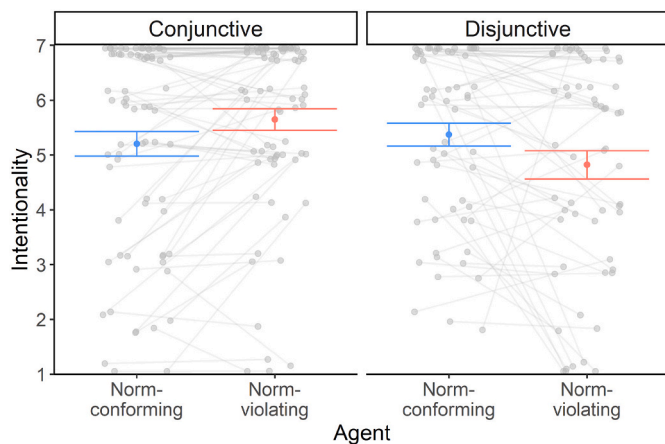 Conjunctive
Disjunctive
Intentionality
7
6
5
4
3
2
1
Norm-
conforming
Norm-
violating
Norm-
conforming
Norm-
violating
Agent